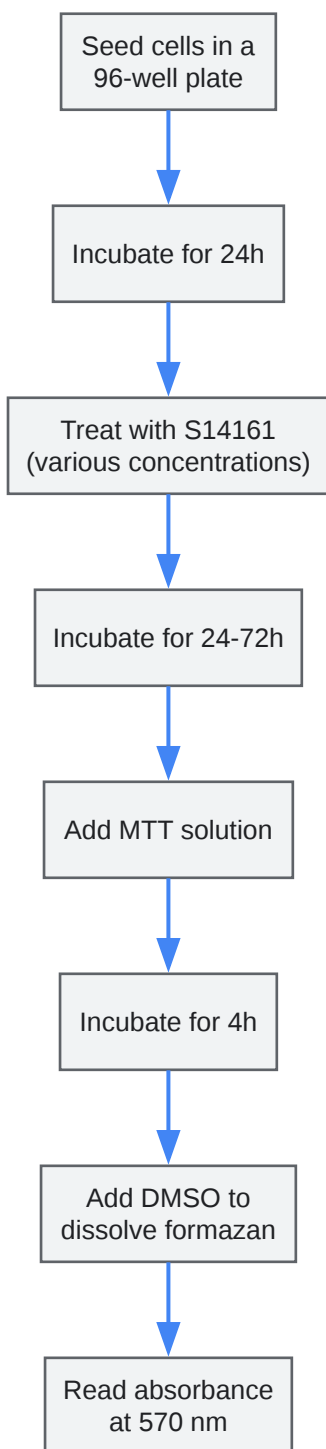 Seed cells in a
96-well plate
Incubate for 24h
Treat with S14161
(various concentrations)
Incubate for 24-72h
Add MTT solution
Incubate for 4h
Add DMSO to
dissolve formazan
Read absorbance
at 570 nm